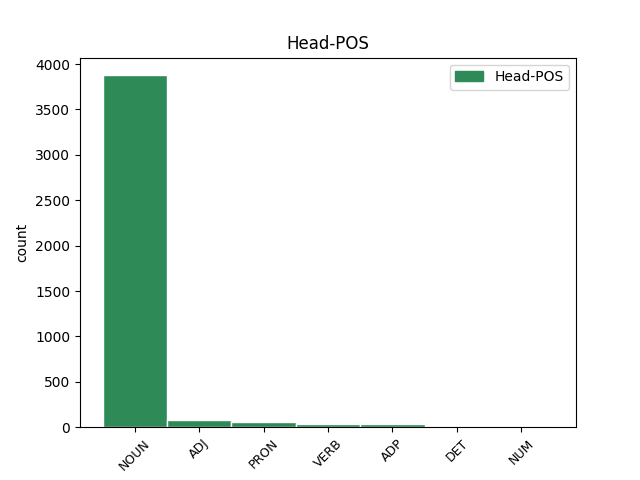 Head-POS
Head-POS
count
4000
3500
3000
2500
2000
1500
1000
500
0
NOUN
ADJ
PRON
VERB
ADP
DET
NUM